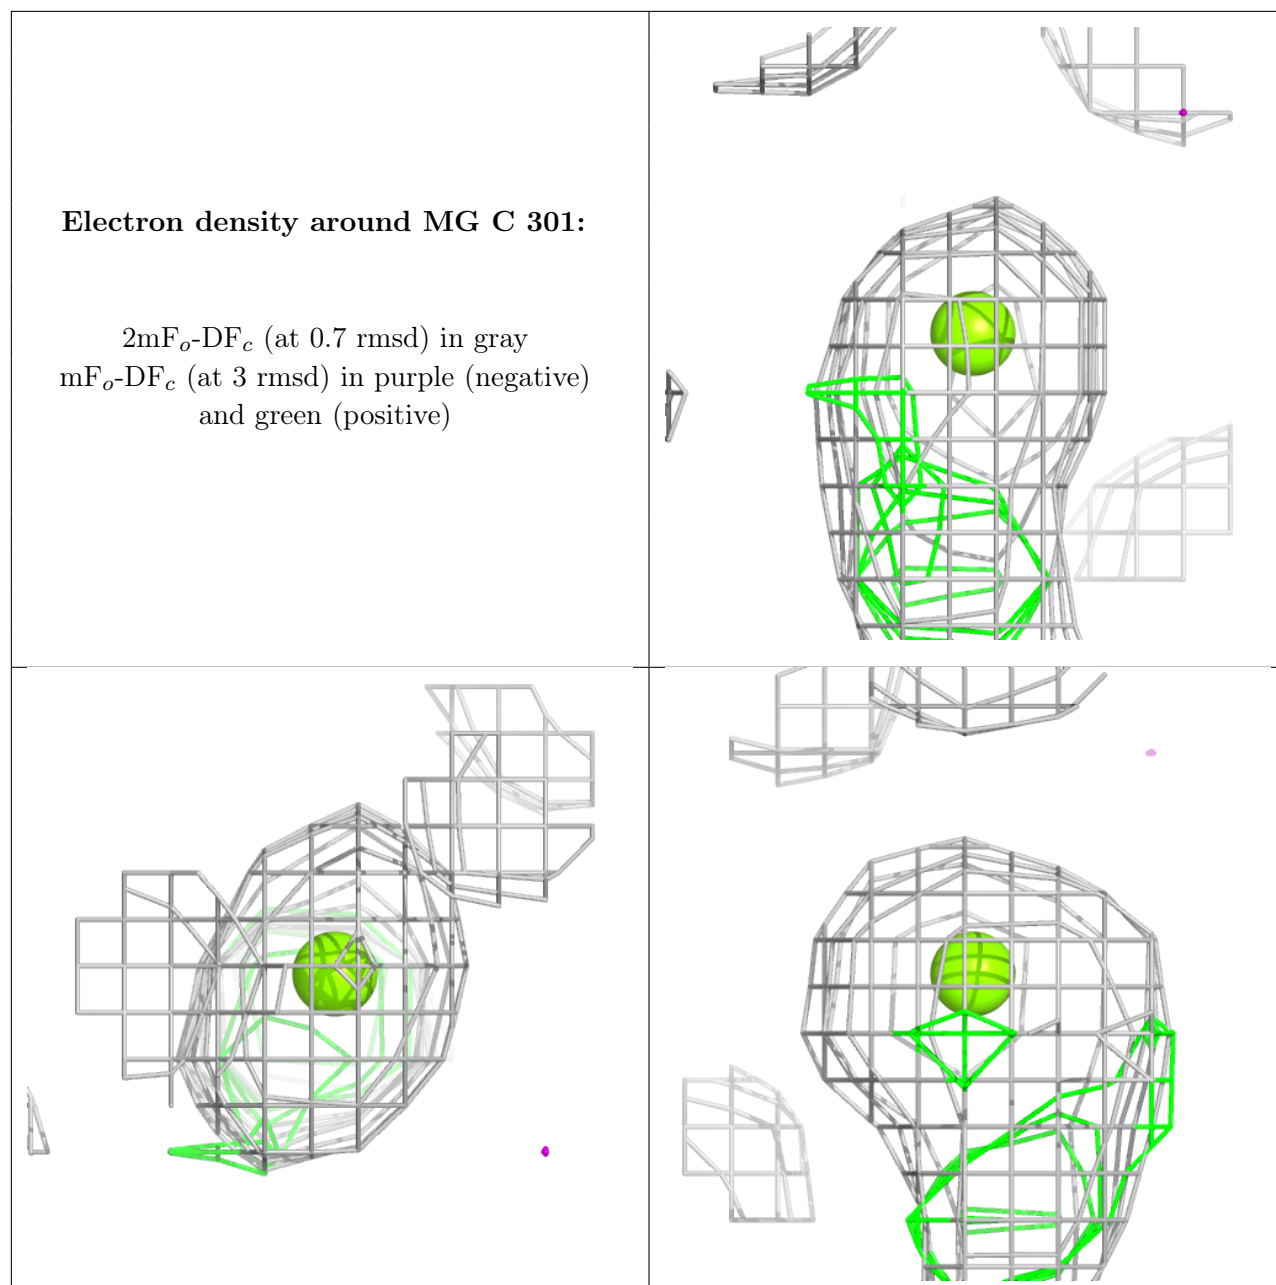 Electron density around MG C 301:
2mFo-DFc (at 0.7 rmsd) in gray
mFo-DFc (at 3 rmsd) in purple (negative)
and green (positive)